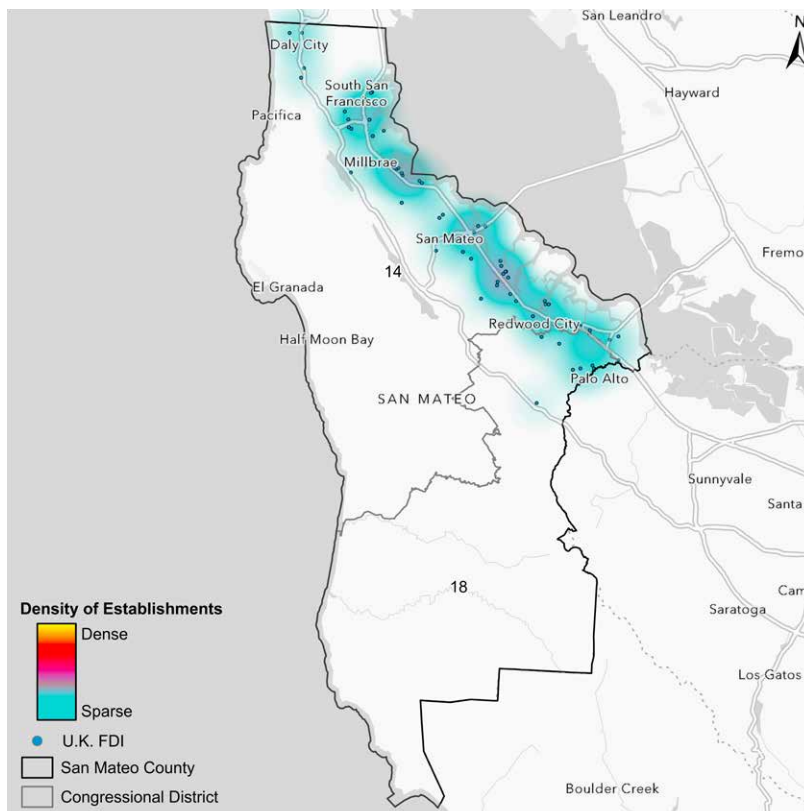 San Leandro
N
Daly City
Hayward
South San
Francisco
Pacifica
Millbrae
San Mateo
Fremo
14
El Granada
Redwood City
Half Moon Bay
Palo Alto
SAN MATEO
Sunnyvale
Santa
18
Cam
Saratoga
Los Gatos
Boulder Creek
Density of Establishments
Dense
Sparse
U.K. FDI
San Mateo County
Congressional District